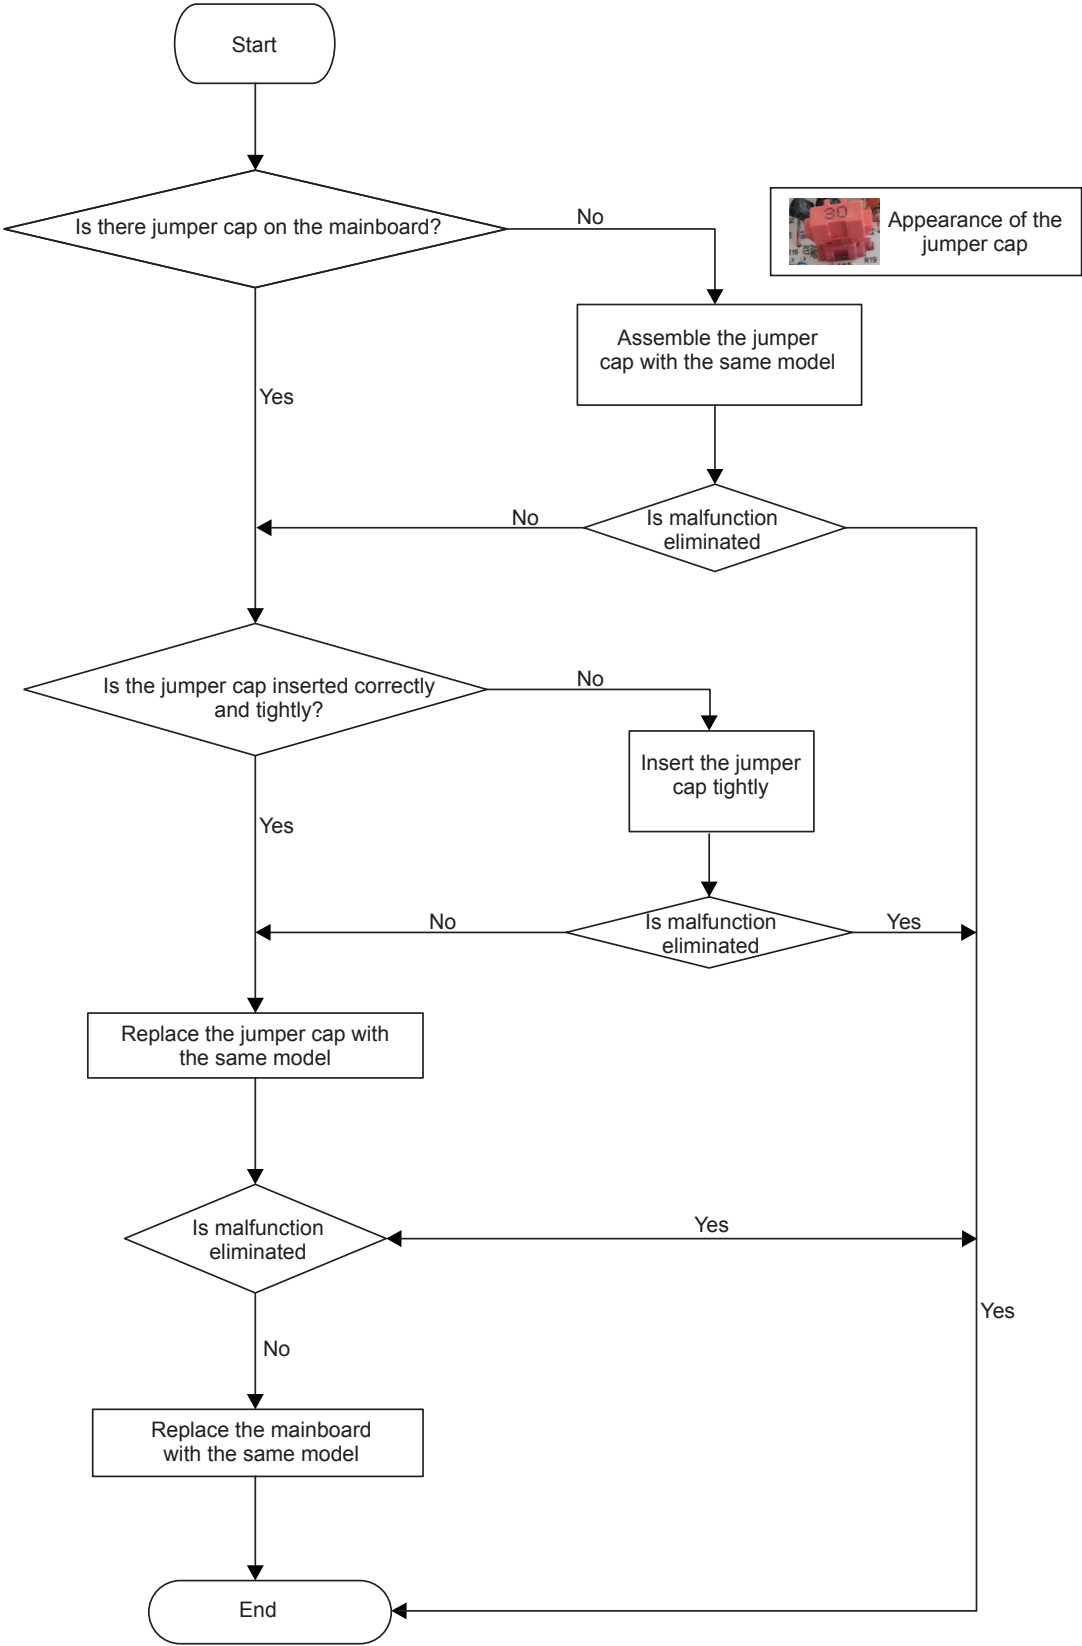 Start
Is there jumper cap on the mainboard?
No
30
R19
Appearance of the
jumper cap
Assemble the jumper
cap with the same model
Yes
No
Is malfunction
eliminated
Is the jumper cap inserted correctly
and tightly?
No
Insert the jumper
cap tightly
Yes
No
Is malfunction
eliminated
Yes
Replace the jumper cap with
the same model
Is malfunction
eliminated
Yes
Yes
No
Replace the mainboard
with the same model
End